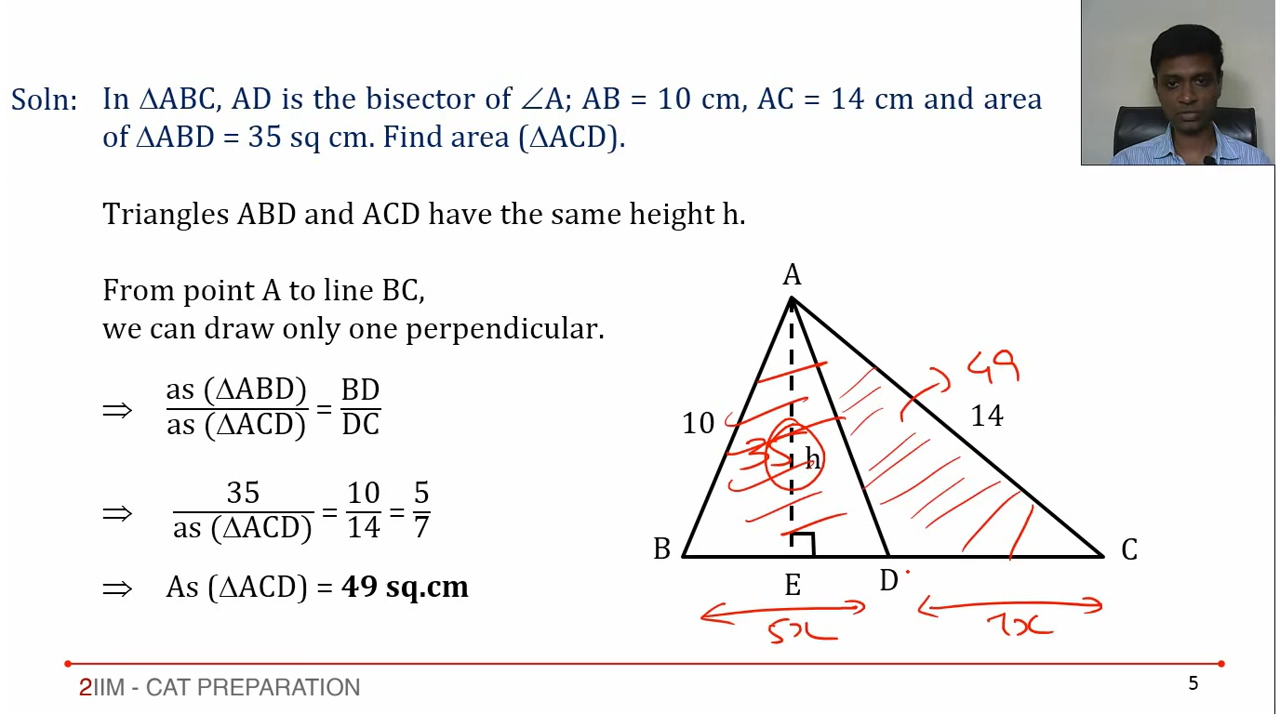 Soln: In ΔABC, AD is the bisector of ∠A; AB = 10 cm, AC = 14 cm and area
of ΔABD = 35 sq cm. Find area (ΔACD).
Triangles ABD and ACD have the same height h.
From point A to line BC,
we can draw only one perpendicular.
⇒ as (ΔABD) / as (ΔACD) = BD / DC
⇒ 35 / as (ΔACD) = 10 / 14 = 5 / 7
⇒ As (ΔACD) = 49 sq.cm
A
49
10
14
35
h
B
C
E
D
5x
7x
2IIM - CAT PREPARATION
5